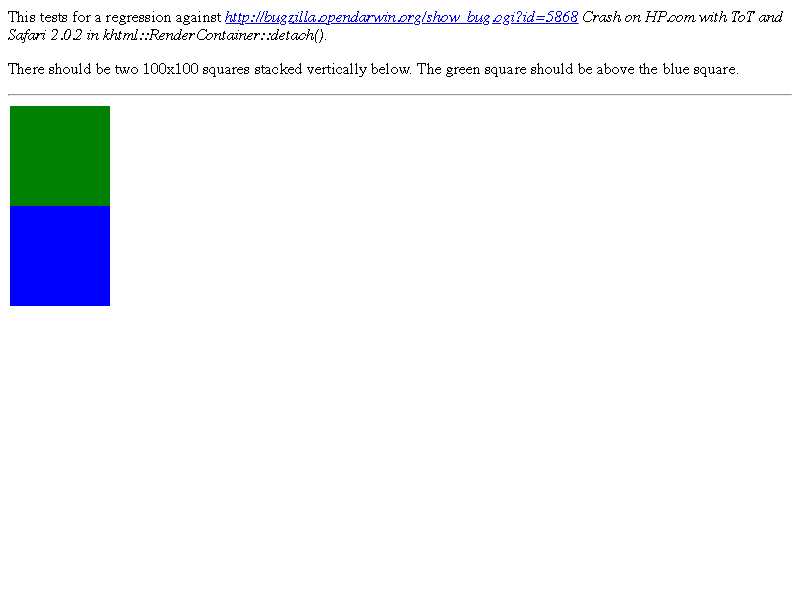 This tests for a regression against http://bugzilla.opendarwin.org/show_bug.cgi?id=5868 Crash on HP.com with ToT and
Safari 2.0.2 in khtml::RenderContainer::detach().
There should be two 100x100 squares stacked vertically below. The green square should be above the blue square.